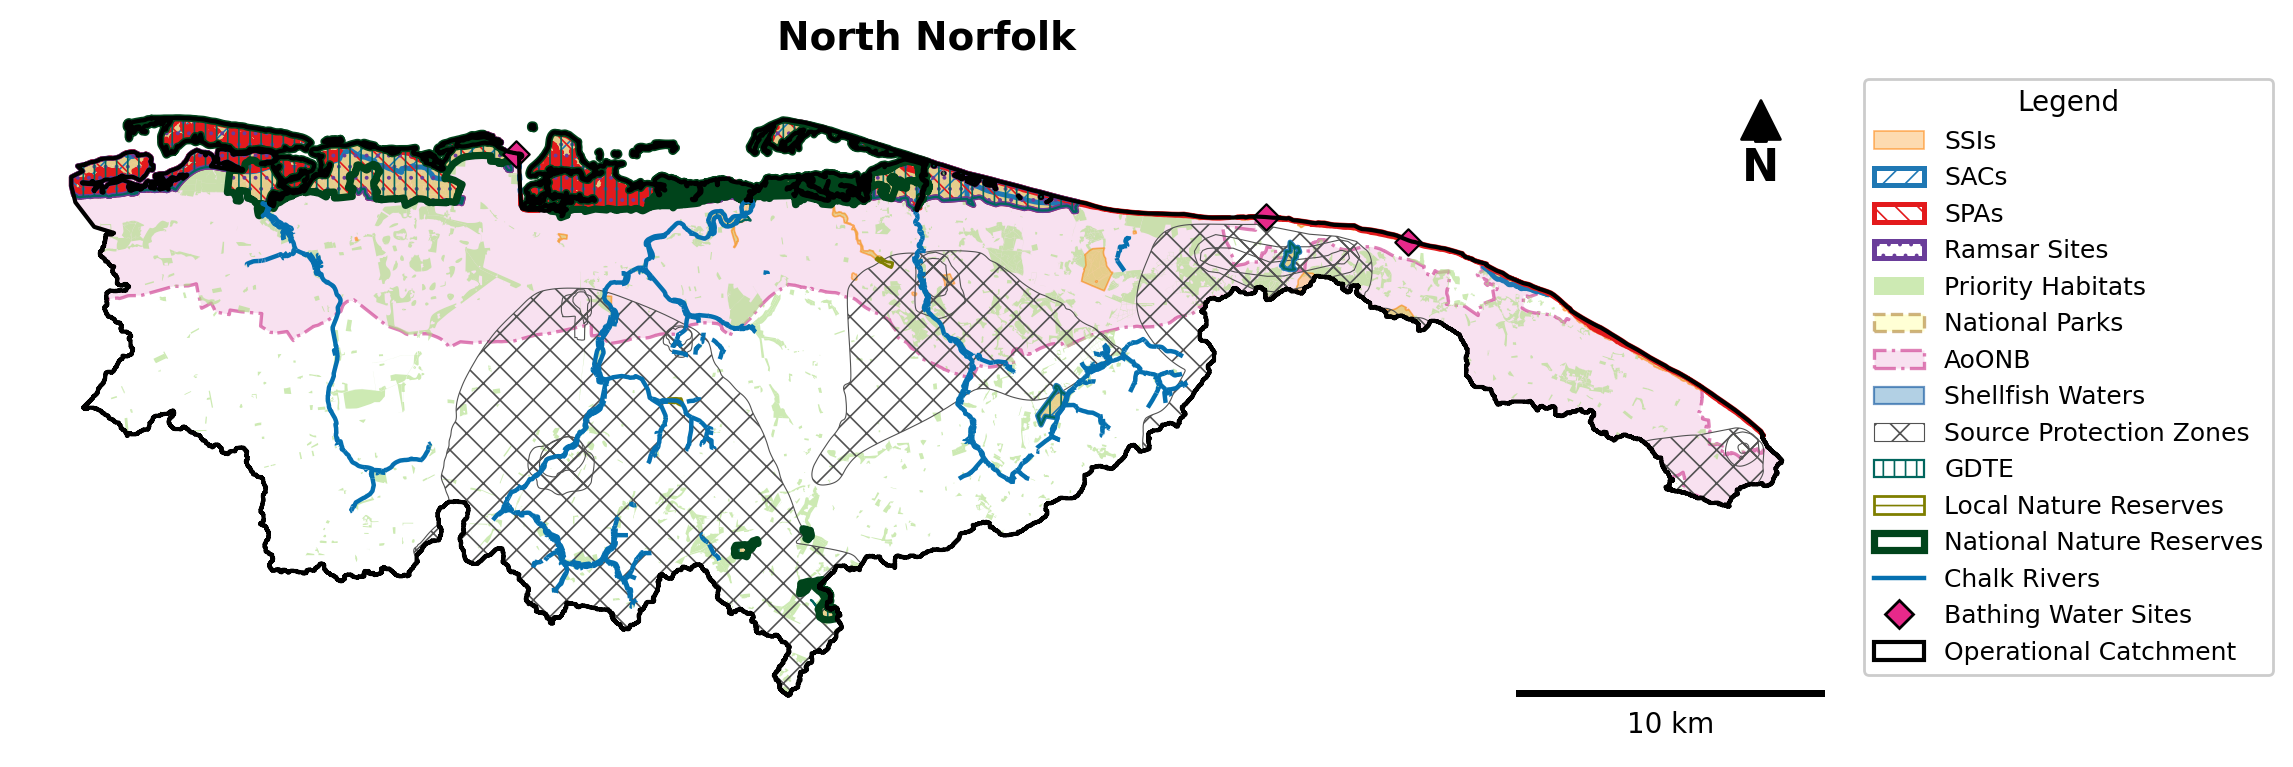 North Norfolk
N
Legend
SSIs
SACs
SPAs
Ramsar Sites
Priority Habitats
National Parks
AoONB
Shellfish Waters
Source Protection Zones
GDTE
Local Nature Reserves
National Nature Reserves
Chalk Rivers
Bathing Water Sites
Operational Catchment
10 km